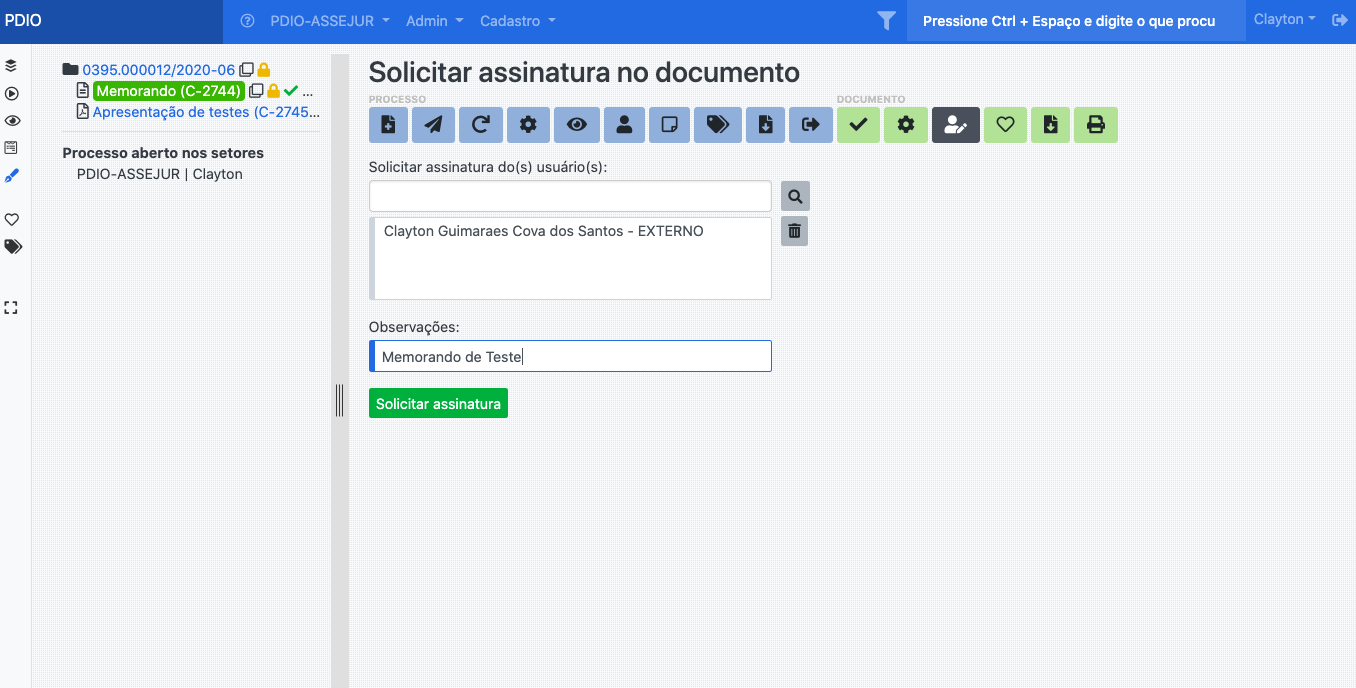 PDIO
PDIO-ASSEJUR
Admin
Cadastro
Pressione Ctrl + Espaço e digite o que procu
Clayton
0395.000012/2020-06
Memorando (C-2744) ...
Apresentação de testes (C-2745...
Processo aberto nos setores
PDIO-ASSEJUR | Clayton
Solicitar assinatura no documento
PROCESSO
DOCUMENTO
Solicitar assinatura do(s) usuário(s):
Clayton Guimaraes Cova dos Santos - EXTERNO
Observações:
Memorando de Teste
Solicitar assinatura